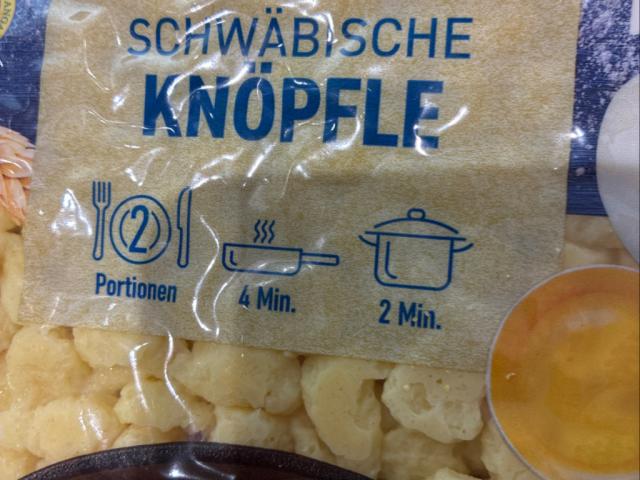 SCHWÄBISCHE
KNÖPFLE
2
Portionen
4 Min.
2 Min.